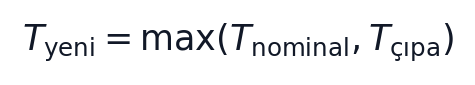 T_yeni = max(T_nominal, T_çıpa)